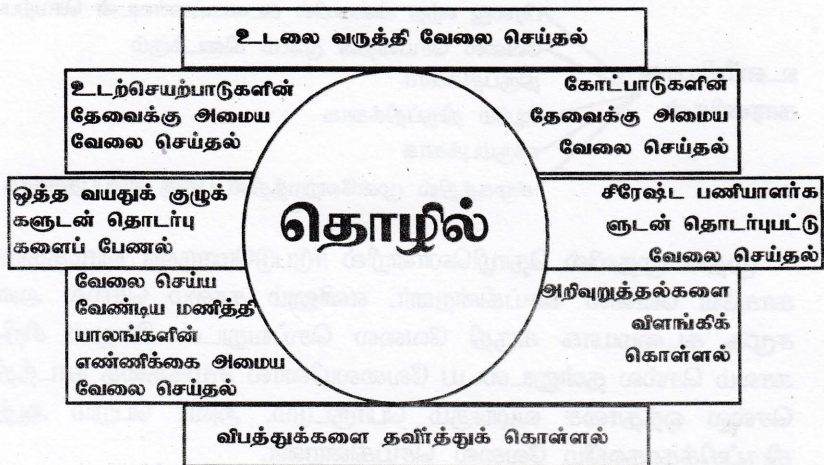 உடலை வருத்தி வேலை செய்தல்
உடற்செயற்பாடுகளின்
தேவைக்கு அமைய
வேலை செய்தல்
கோட்பாடுகளின்
தேவைக்கு அமைய
வேலை செய்தல்
ஒத்த வயதுக் குழுக்
களுடன் தொடர்பு
களைப் பேணல்
தொழில்
சிரேஷ்ட பணியாளர்க
ளுடன் தொடர்புபட்டு
வேலை செய்தல்
வேலை செய்ய
வேண்டிய மணித்தி
யாலங்களின்
எண்ணிக்கை அமைய
வேலை செய்தல்
அறிவுறுத்தல்களை
விளங்கிக்
கொள்ளல்
விபத்துக்களை தவிர்த்துக் கொள்ளல்